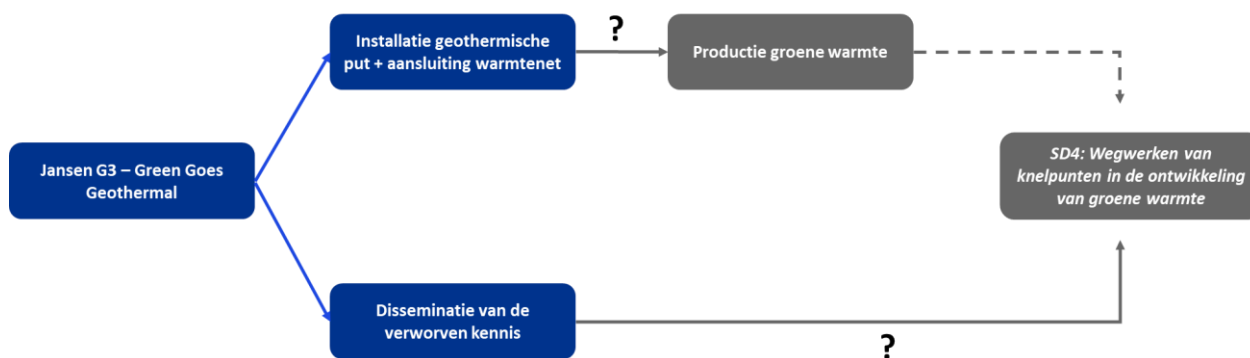 Jansen G3 – Green Goes
Geothermal
Installatie geothermische
put + aansluiting warmtenet
?
Productie groene warmte
SD4: Wegwerken van
knelpunten in de ontwikkeling
van groene warmte
Disseminatie van de
verworven kennis
?